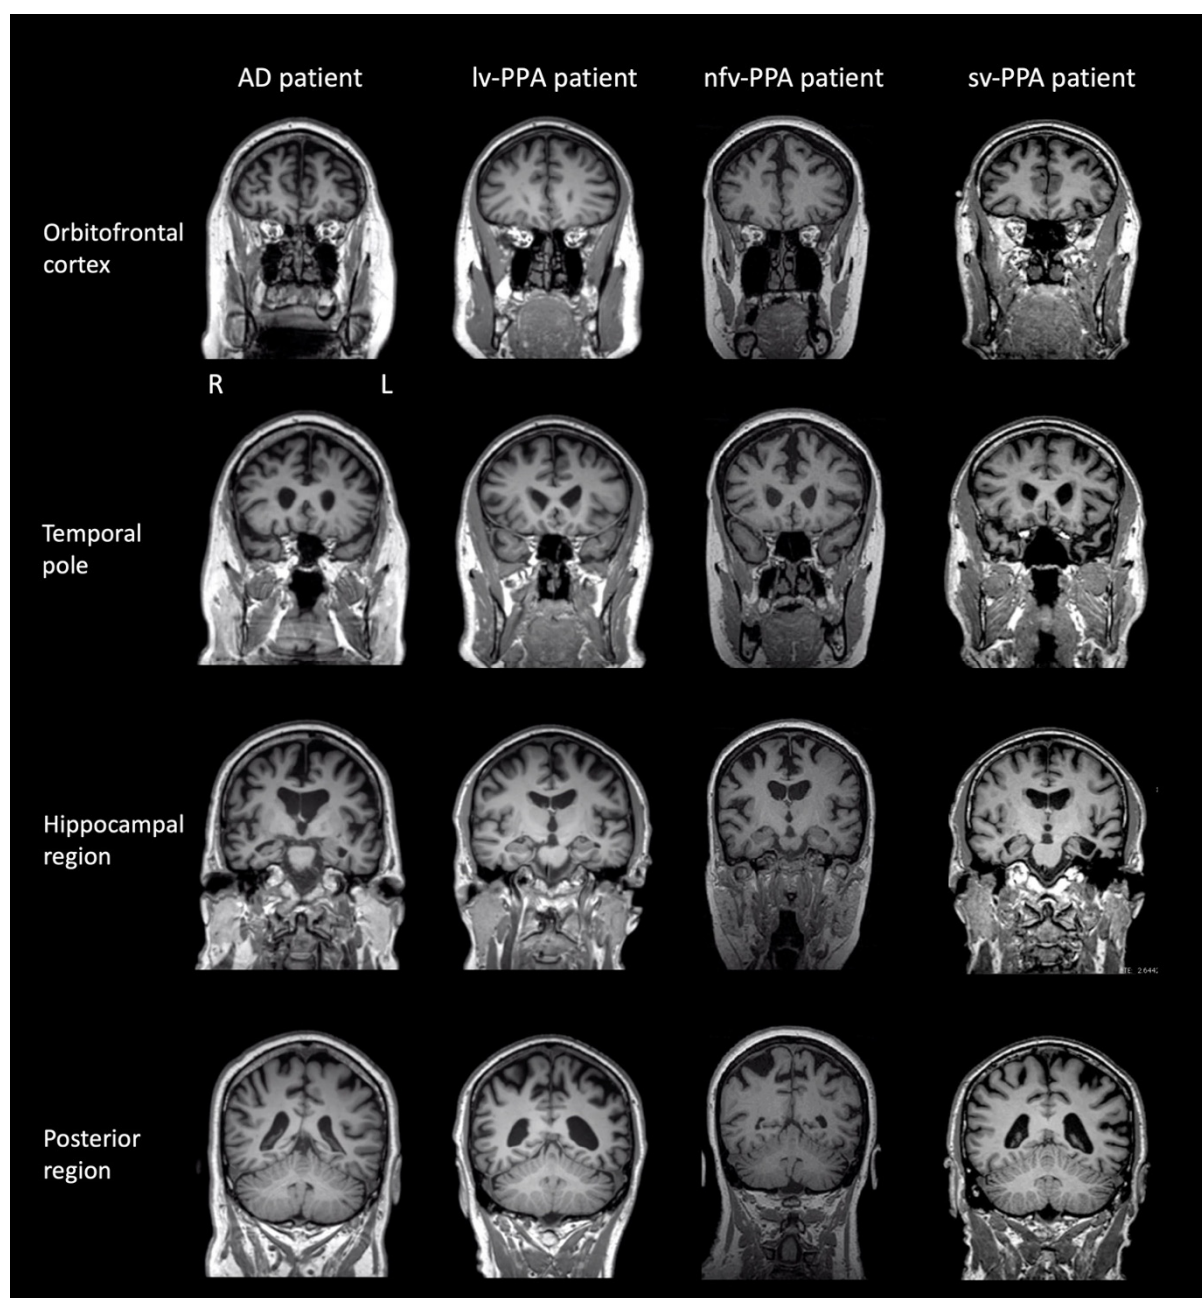 AD patient
lv-PPA patient
nfv-PPA patient
sv-PPA patient
Orbitofrontal
cortex
R
L
Temporal
pole
Hippocampal
region
Posterior
region